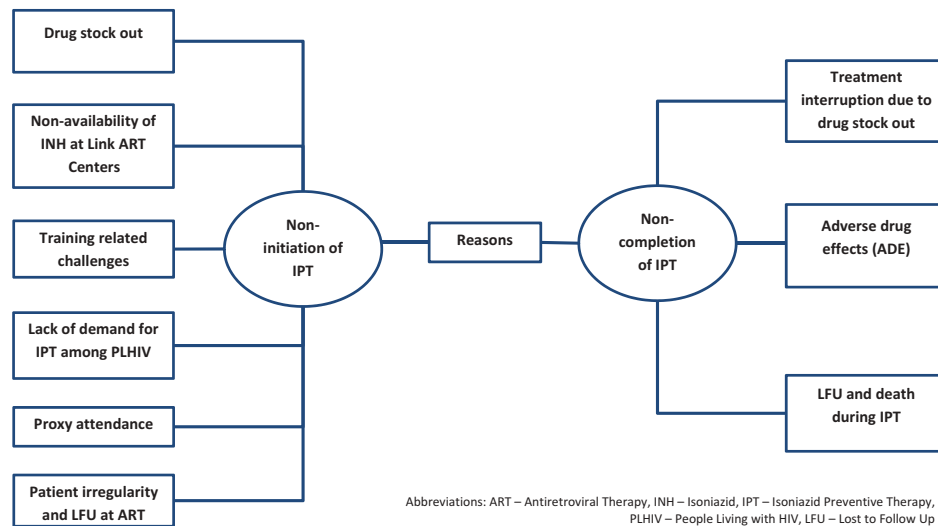 Drug stock out
Non-availability of
INH at Link ART
Centers
Training related
challenges
Lack of demand for
IPT among PLHIV
Proxy attendance
Patient irregularity
and LFU at ART
Non-
initiation of
IPT
Reasons
Non-
completion
of IPT
Treatment
interruption due to
drug stock out
Adverse drug
effects (ADE)
LFU and death
during IPT
Abbreviations: ART – Antiretroviral Therapy, INH – Isoniazid, IPT – Isoniazid Preventive Therapy,
PLHIV – People Living with HIV, LFU – Lost to Follow Up